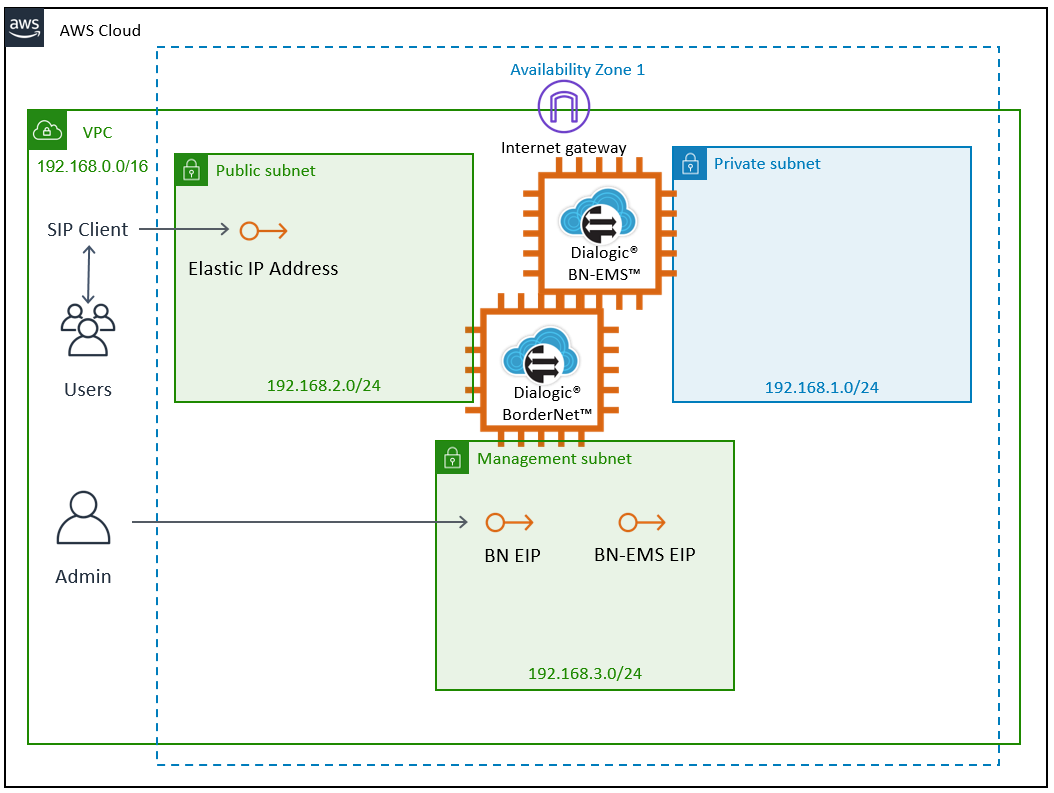 aws
AWS Cloud
Availability Zone 1
VPC
192.168.0.0/16
Internet gateway
Public subnet
Private subnet
SIP Client
Elastic IP Address
Dialogic®
BN-EMS™
192.168.2.0/24
192.168.1.0/24
Users
Dialogic®
BorderNet™
Management subnet
BN EIP
BN-EMS EIP
Admin
192.168.3.0/24